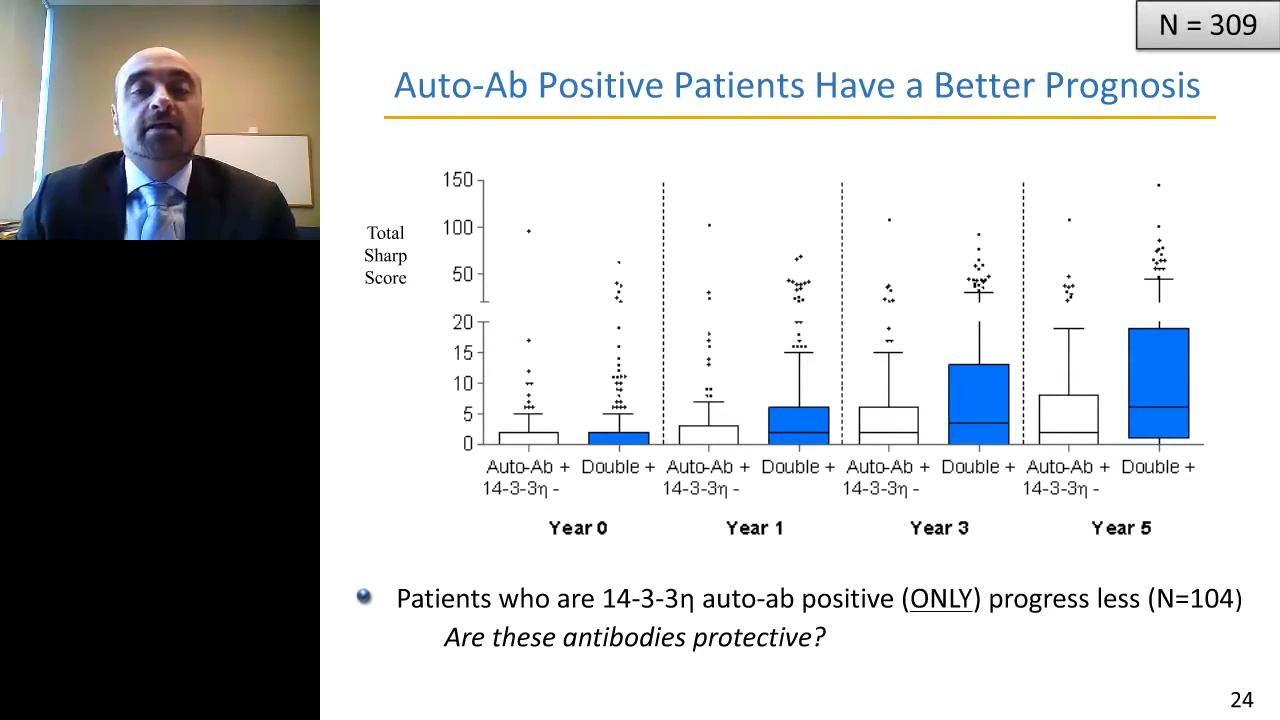 N = 309
Auto-Ab Positive Patients Have a Better Prognosis
Total
Sharp
Score
150
100
50
20
15
10
5
0
Auto-Ab + Double + Auto-Ab + Double + Auto-Ab + Double + Auto-Ab + Double +
14-3-3η - 14-3-3η - 14-3-3η - 14-3-3η -
Year 0 Year 1 Year 3 Year 5
Patients who are 14-3-3η auto-ab positive (ONLY) progress less (N=104)
Are these antibodies protective?
24